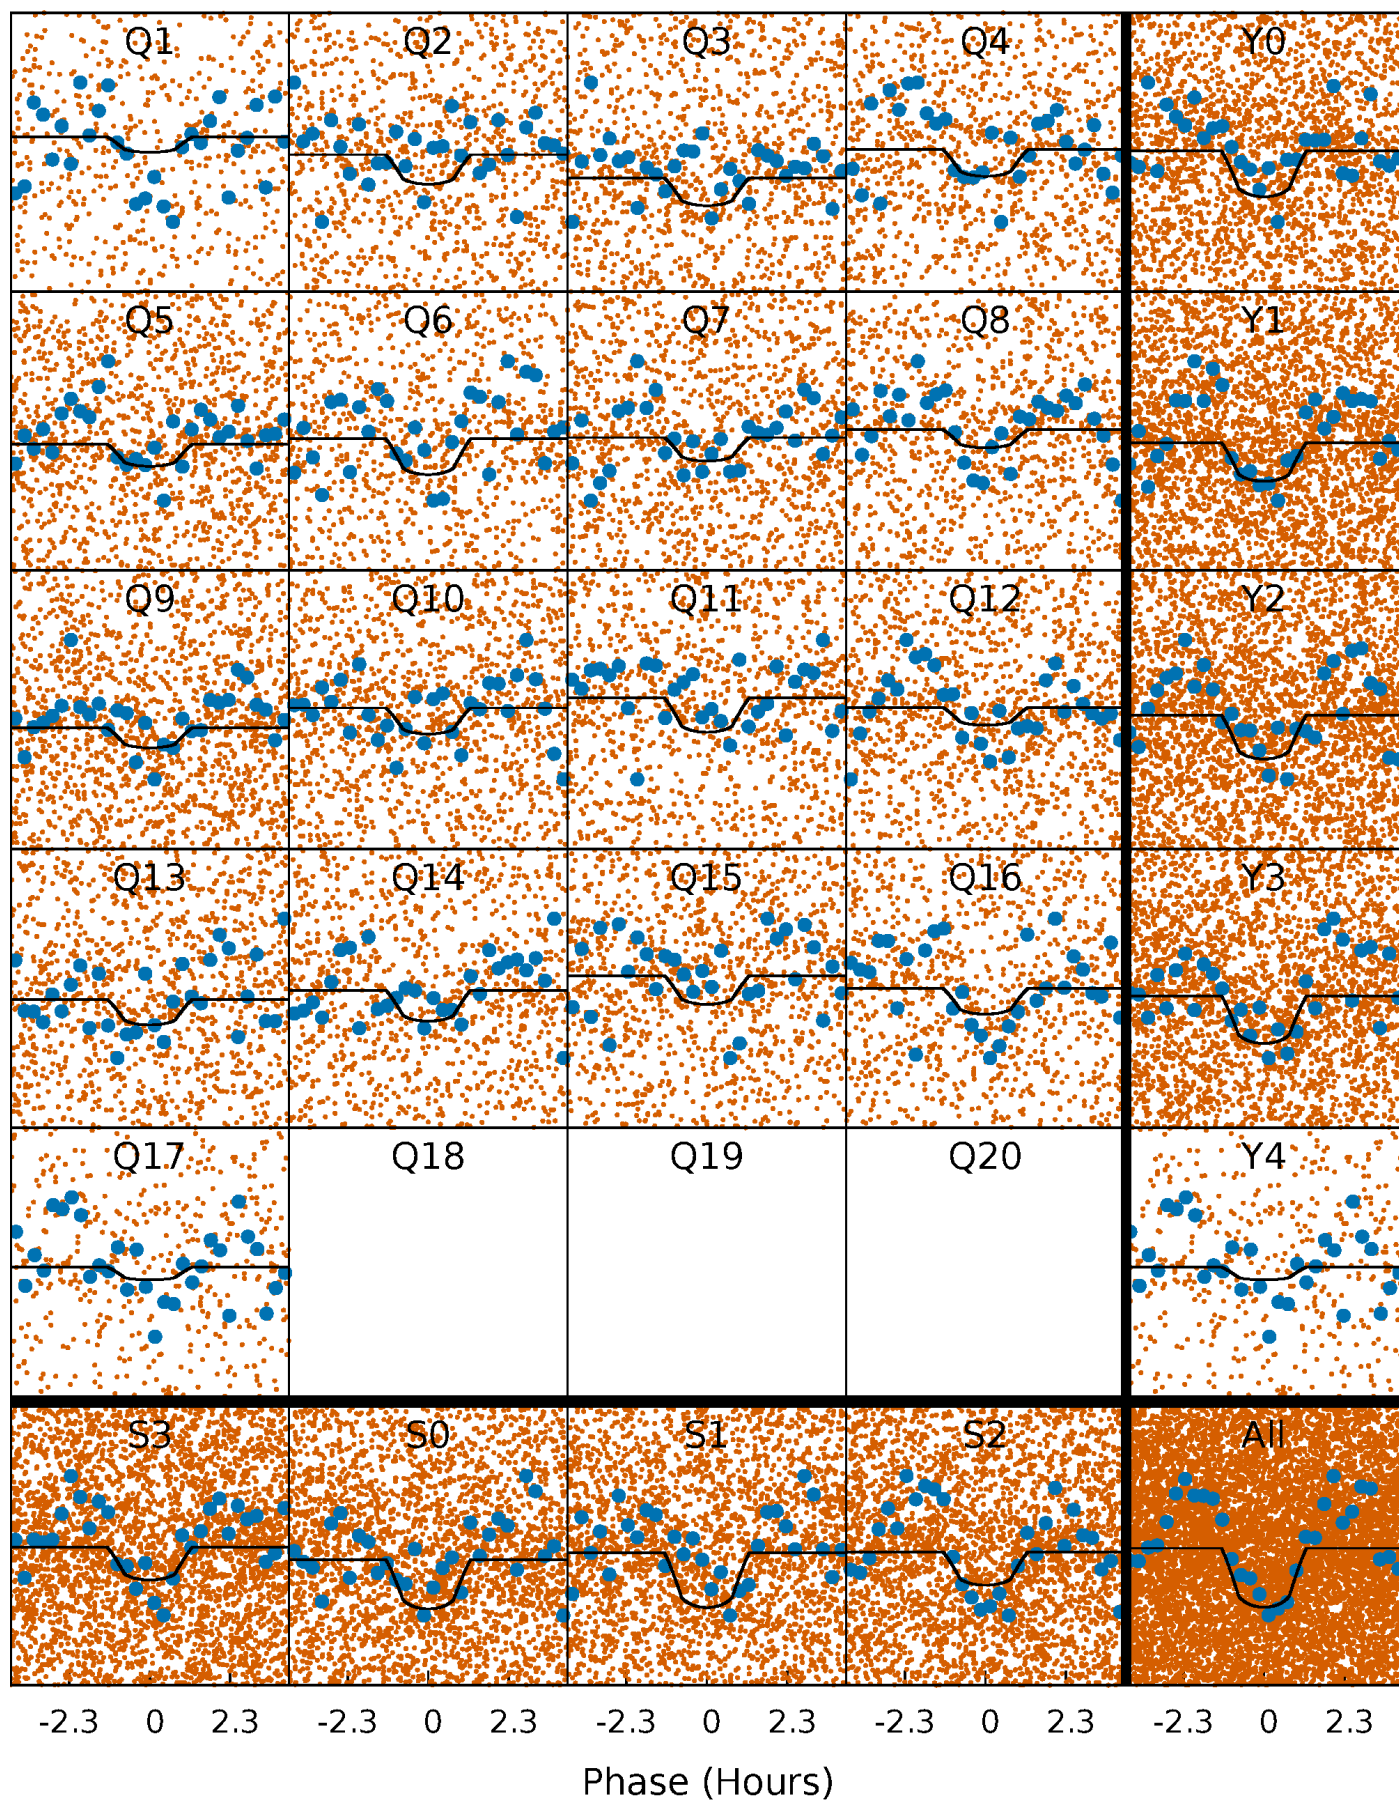 Q1 Q2 Q3 Q4 Y0
Q5 Q6 Q7 Q8 Y1
Q9 Q10 Q11 Q12 Y2
Q13 Q14 Q15 Q16 Y3
Q17 Q18 Q19 Q20 Y4
S3 S0 S1 S2 All
-2.3 0 2.3 -2.3 0 2.3 -2.3 0 2.3 -2.3 0 2.3 -2.3 0 2.3
Phase (Hours)